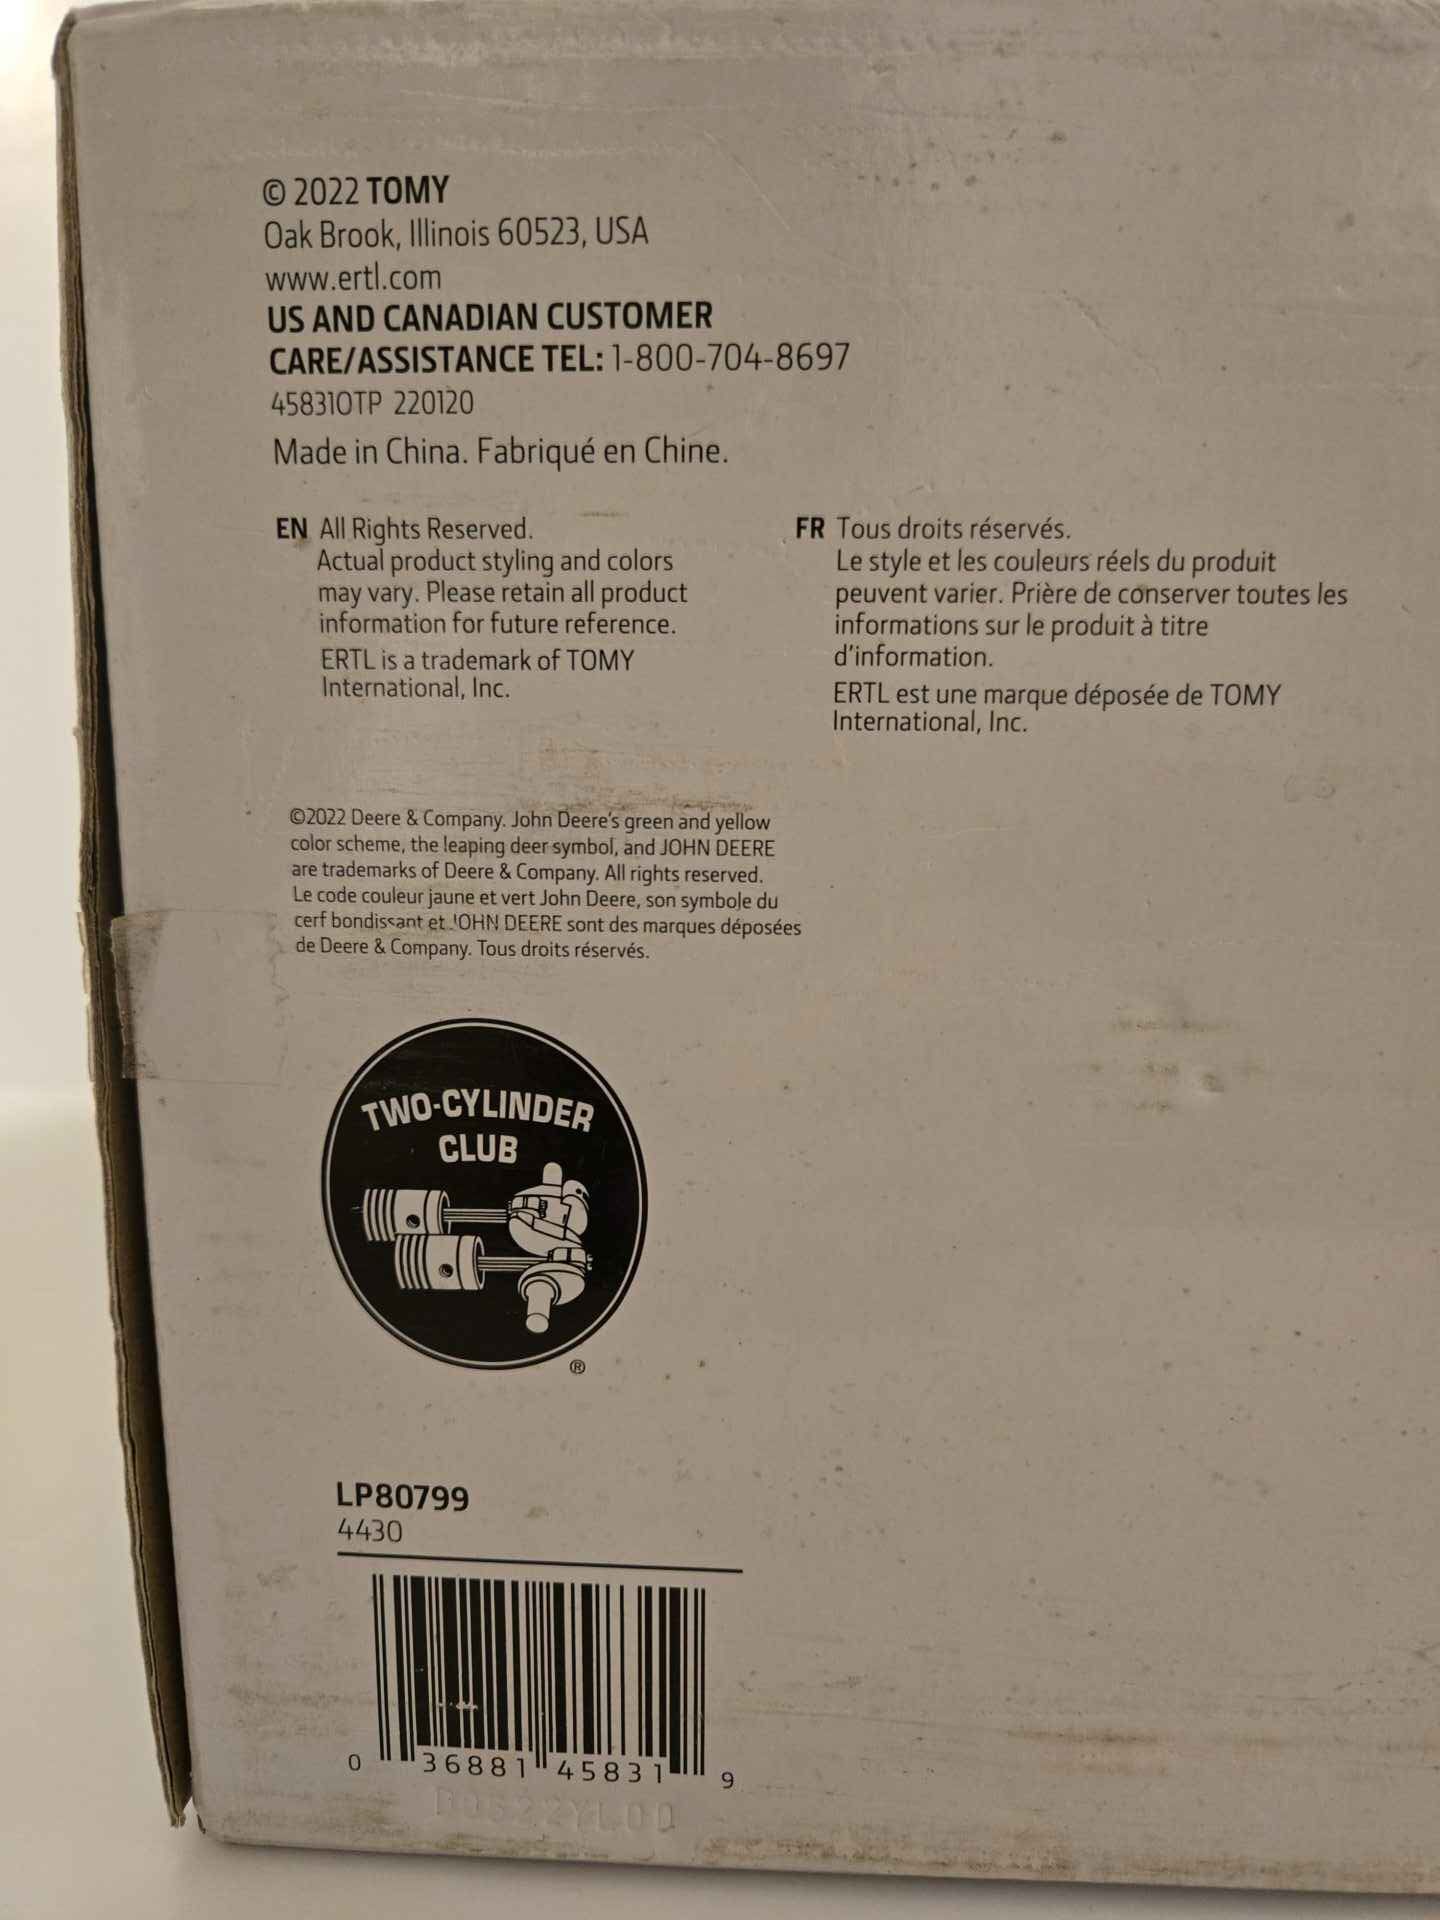 © 2022 TOMY
Oak Brook, Illinois 60523, USA
www.ertl.com
US AND CANADIAN CUSTOMER
CARE/ASSISTANCE TEL: 1-800-704-8697
45831OTP 220120
Made in China. Fabriqué en Chine.
EN All Rights Reserved.
Actual product styling and colors
may vary. Please retain all product
information for future reference.
ERTL is a trademark of TOMY
International, Inc.
FR Tous droits réservés.
Le style et les couleurs réels du produit
peuvent varier. Prière de conserver toutes les
informations sur le produit à titre
d'information.
ERTL est une marque déposée de TOMY
International, Inc.
©2022 Deere & Company. John Deere's green and yellow
color scheme, the leaping deer symbol, and JOHN DEERE
are trademarks of Deere & Company. All rights reserved.
Le code couleur jaune et vert John Deere, son symbole du
cerf bondissant et JOHN DEERE sont des marques déposées
de Deere & Company. Tous droits réservés.
TWO-CYLINDER
CLUB
®
LP80799
4430
0 36881 45831 9